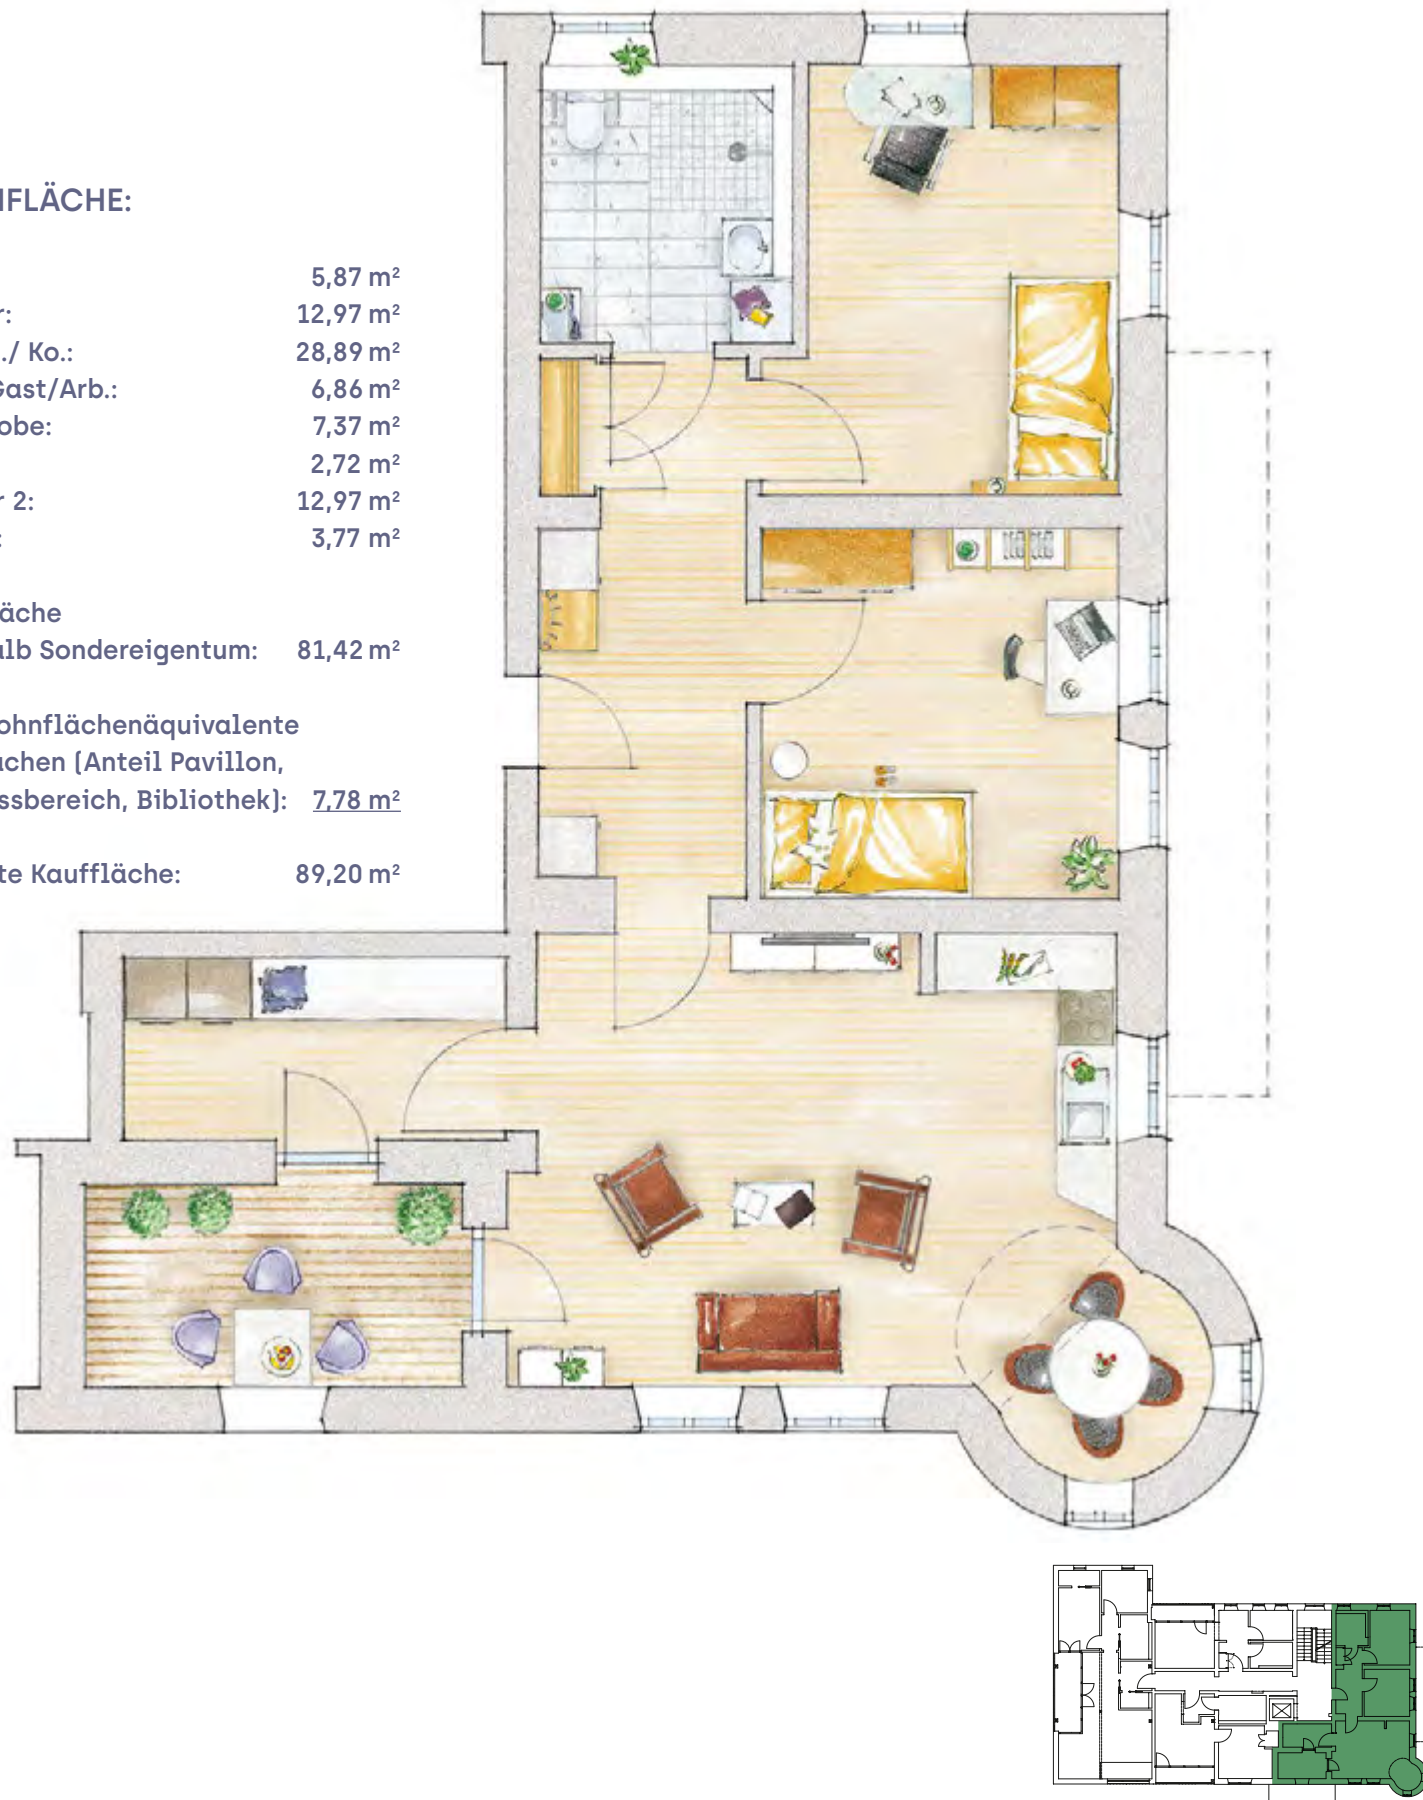 NFLÄCHE:
5,87 m²
r: 12,97 m²
./ Ko.: 28,89 m²
Gast/Arb.: 6,86 m²
obe: 7,37 m²
2,72 m²
r 2: 12,97 m²
: 3,77 m²
äche
alb Sondereigentum: 81,42 m²
ohnflächenäquivalente
ächen (Anteil Pavillon,
ssbereich, Bibliothek): 7,78 m²
te Kauffläche: 89,20 m²